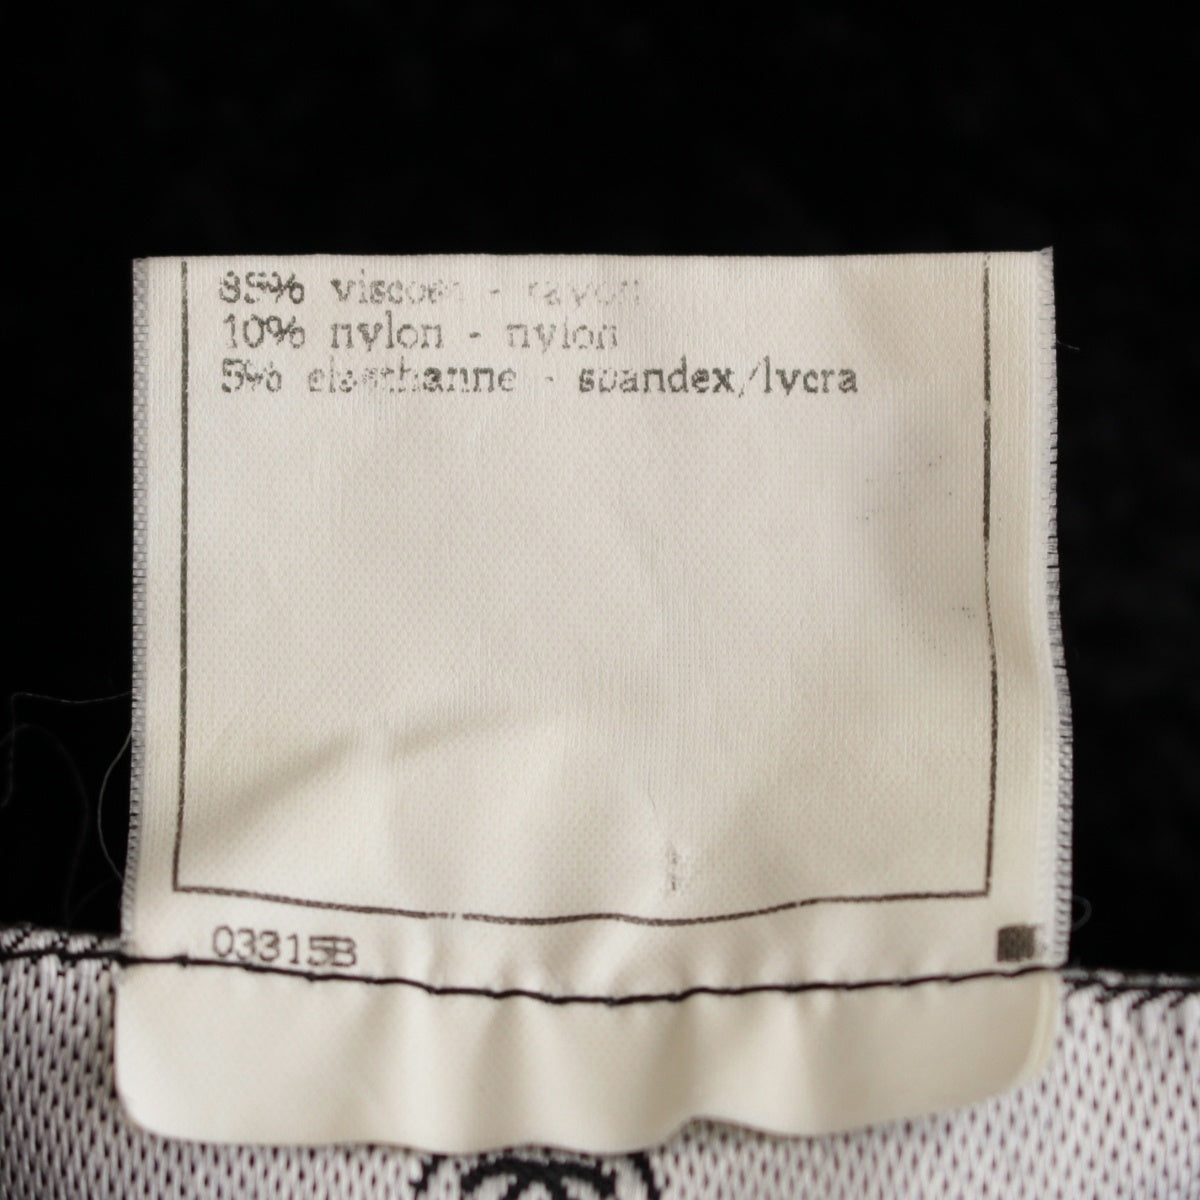 85% viscose - rayon
10% nylon - nylon
5% elasthanne - spandex/lycra
03315B